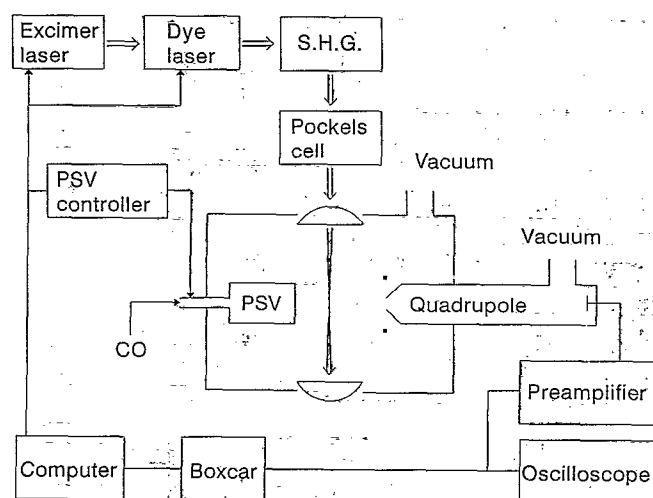 Excimer
laser
Dye
laser
S.H.G.
Pockels
cell
Vacuum
PSV
controller
Vacuum
PSV
Quadrupole
CO
Preamplifier
Computer
Boxcar
Oscilloscope